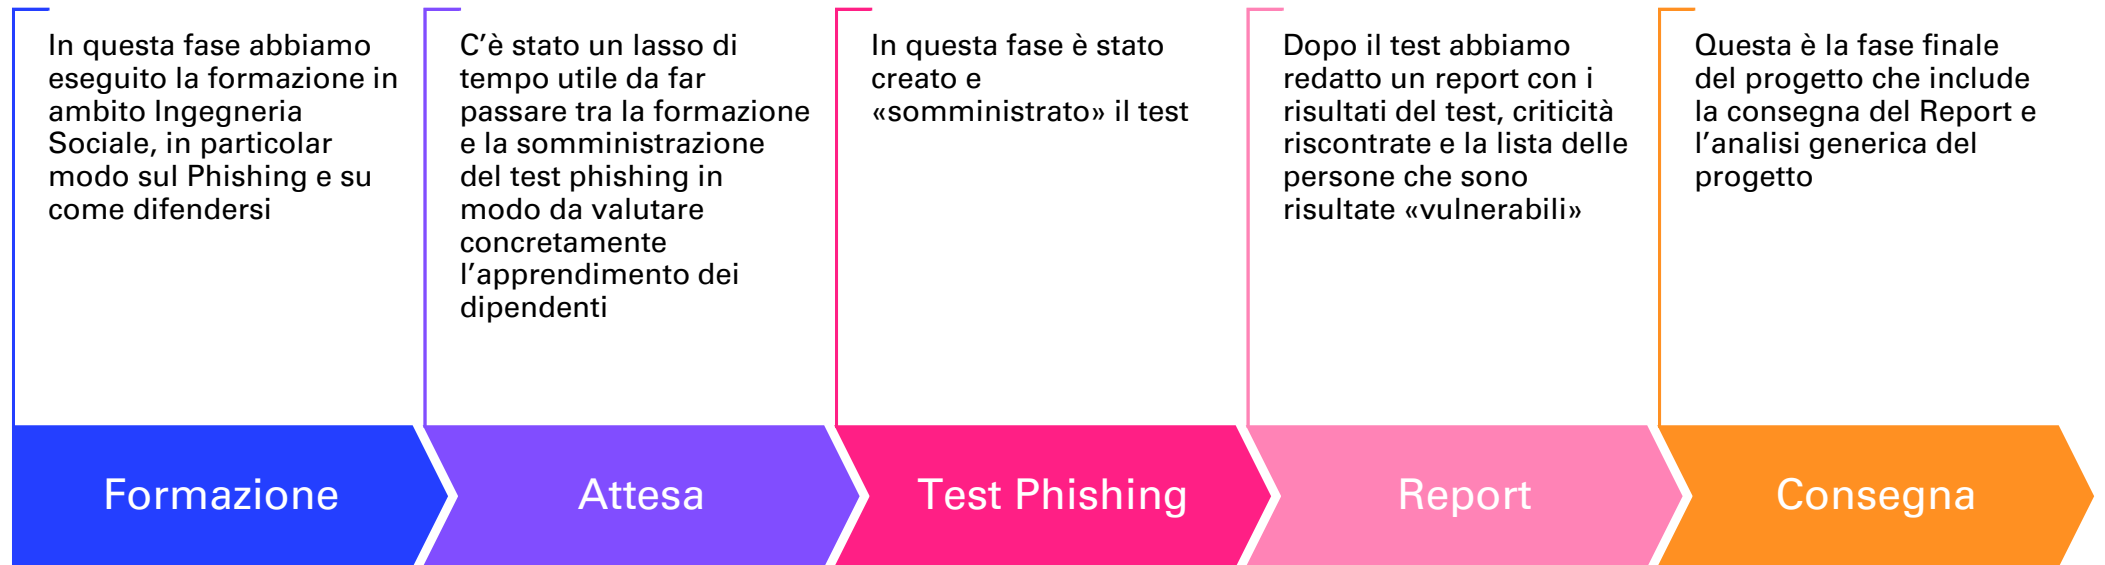 In questa fase abbiamo
eseguito la formazione in
ambito Ingegneria
Sociale, in particolar
modo sul Phishing e su
come difendersi
C’è stato un lasso di
tempo utile da far
passare tra la formazione
e la somministrazione
del test phishing in
modo da valutare
concretamente
l’apprendimento dei
dipendenti
In questa fase è stato
creato e
«somministrato» il test
Dopo il test abbiamo
redatto un report con i
risultati del test, criticità
riscontrate e la lista delle
persone che sono
risultate «vulnerabili»
Questa è la fase finale
del progetto che include
la consegna del Report e
l’analisi generica del
progetto
Formazione
Attesa
Test Phishing
Report
Consegna